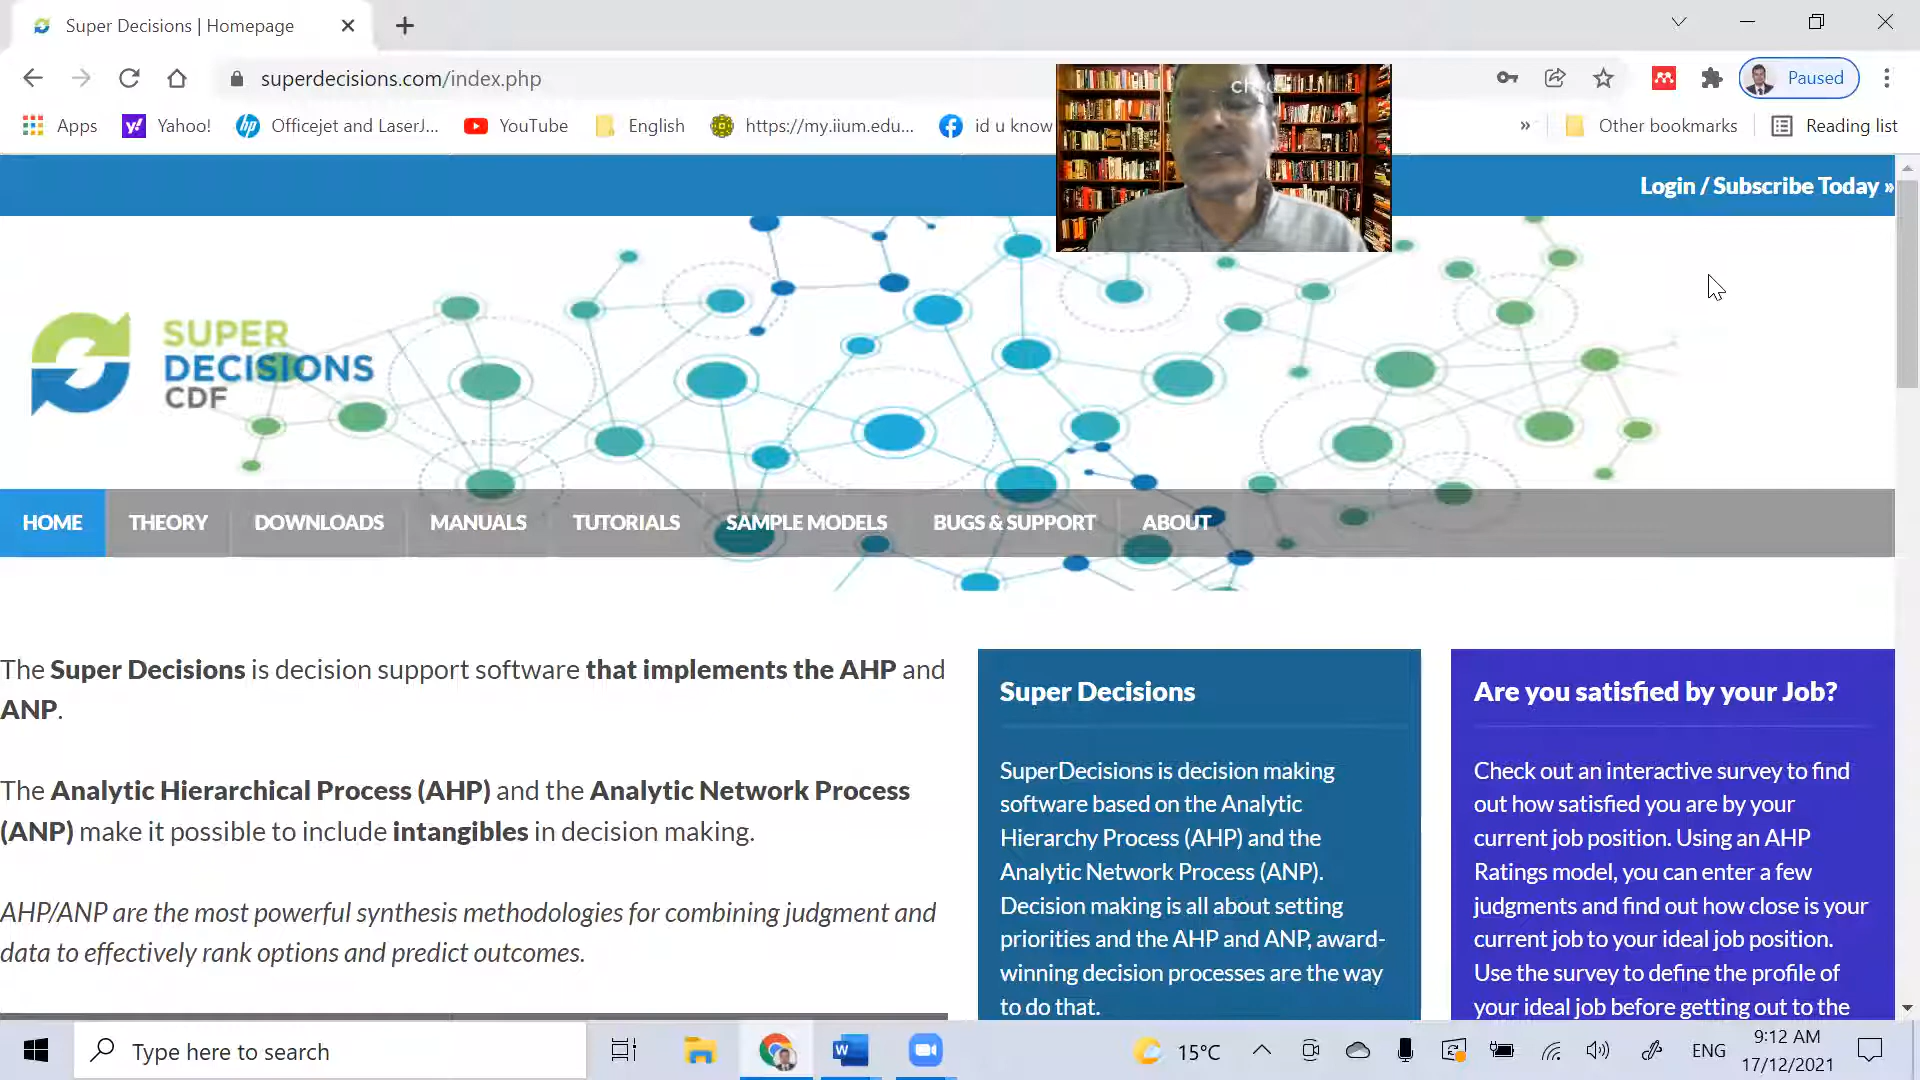 Super Decisions | Homepage
superdecisions.com/index.php
Paused
Apps
Yahoo!
Officejet and LaserJ...
YouTube
English
https://my.iium.edu...
id u know
»
Other bookmarks
Reading list
Login / Subscribe Today »
SUPER
DECISIONS
CDF
HOME
THEORY
DOWNLOADS
MANUALS
TUTORIALS
SAMPLE MODELS
BUGS & SUPPORT
ABOUT
The Super Decisions is decision support software that implements the AHP and
ANP.
The Analytic Hierarchical Process (AHP) and the Analytic Network Process
(ANP) make it possible to include intangibles in decision making.
AHP/ANP are the most powerful synthesis methodologies for combining judgment and
data to effectively rank options and predict outcomes.
Super Decisions
SuperDecisions is decision making
software based on the Analytic
Hierarchy Process (AHP) and the
Analytic Network Process (ANP).
Decision making is all about setting
priorities and the AHP and ANP, award-
winning decision processes are the way
to do that.
Are you satisfied by your Job?
Check out an interactive survey to find
out how satisfied you are by your
current job position. Using an AHP
Ratings model, you can enter a few
judgments and find out how close is your
current job to your ideal job position.
Use the survey to define the profile of
your ideal job before getting out to the
Type here to search
15°C
ENG
9:12 AM
17/12/2021